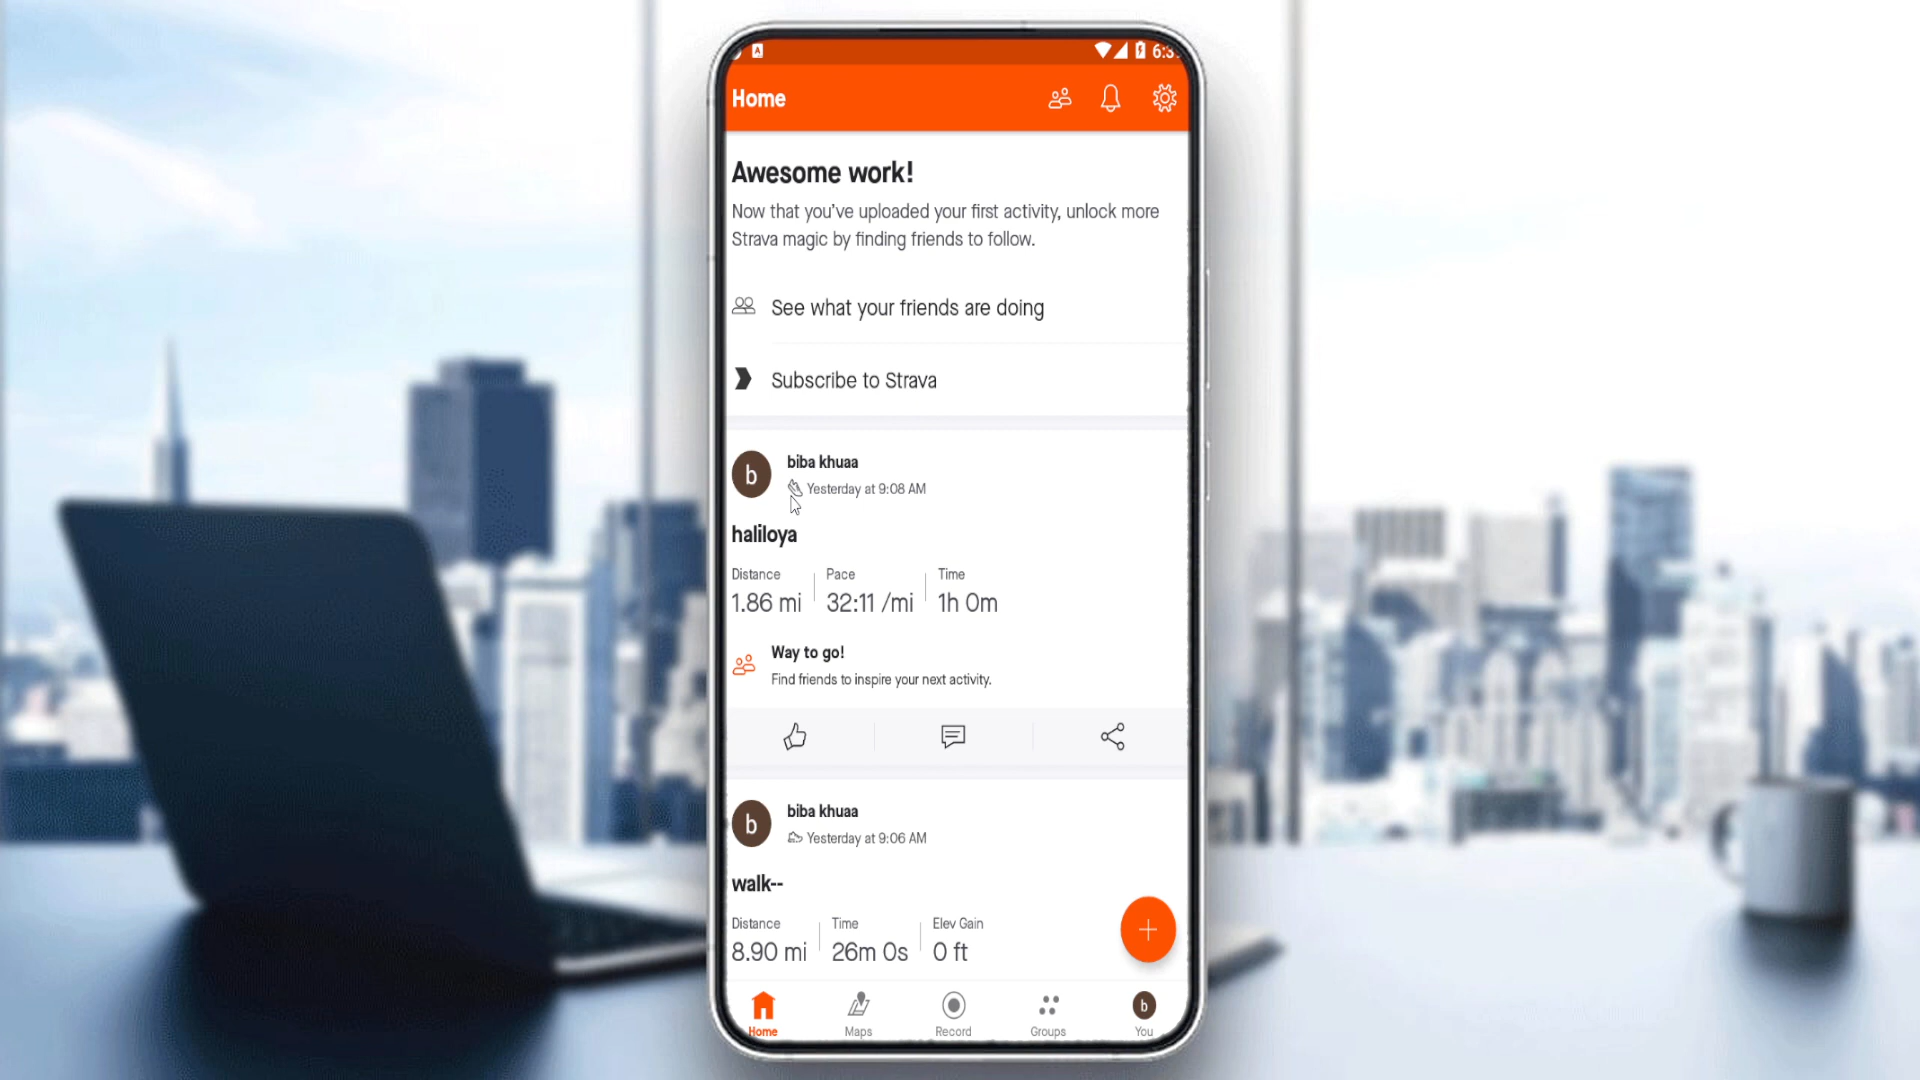 6:3
Home
Awesome work!
Now that you've uploaded your first activity, unlock more
Strava magic by finding friends to follow.
See what your friends are doing
Subscribe to Strava
b
biba khuaa
Yesterday at 9:08 AM
haliloya
Distance Pace Time
1.86 mi 32:11 /mi 1h 0m
Way to go!
Find friends to inspire your next activity.
b
biba khuaa
Yesterday at 9:06 AM
walk--
Distance Time Elev Gain
8.90 mi 26m 0s 0 ft
Home Maps Record Groups b You